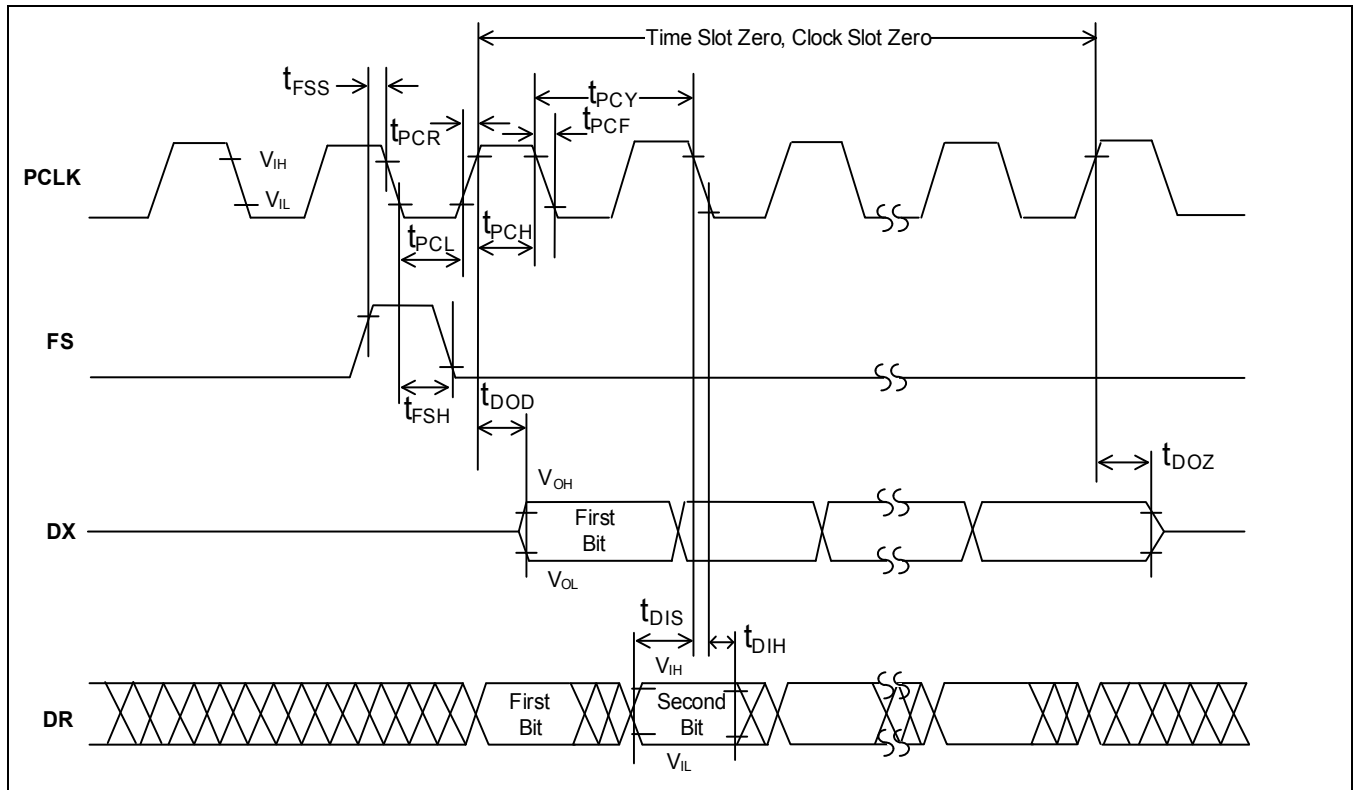 Time Slot Zero, Clock Slot Zero
tFSS
tPCY
tPCR
tPCF
PCLK
VIH
VIL
tPCL
tPCH
FS
tFSH
tDOD
tDOZ
VOH
DX
First
Bit
VOL
tDIS
tDIH
VIH
DR
First
Bit
Second
Bit
VIL